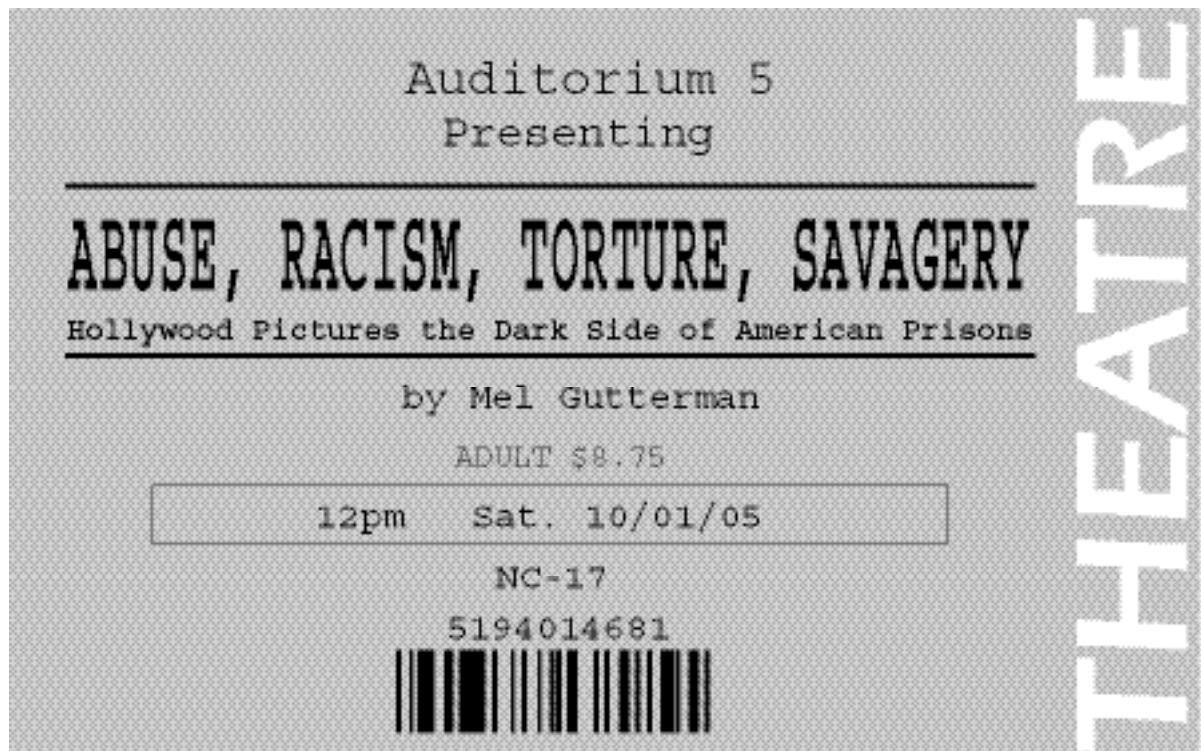 Auditorium 5
Presenting
ABUSE, RACISM, TORTURE, SAVAGERY
Hollywood Pictures the Dark Side of American Prisons
by Mel Gutterman
ADULT $8.75
12pm Sat. 10/01/05
NC-17
5194014681
THEATRE